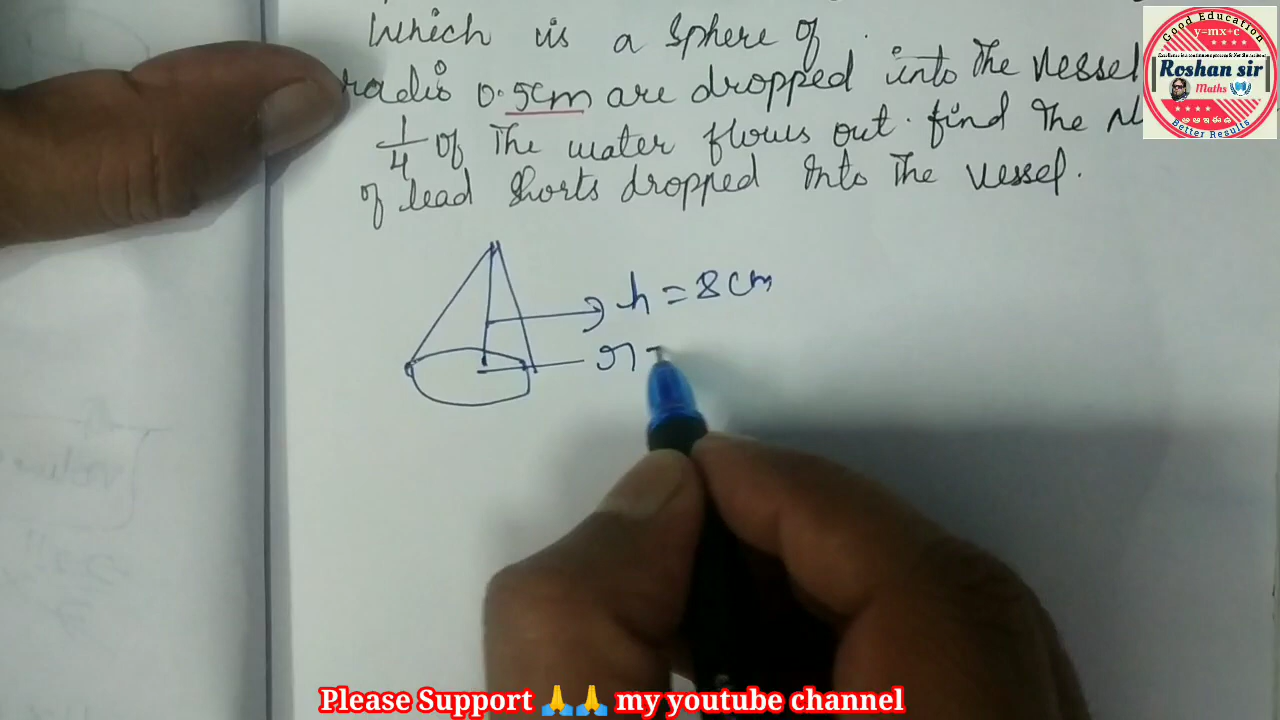 Which is a sphere of
radio 0.5cm are dropped into The vessel
1/4 of The water flows out. find The
of lead Shorts dropped Into The vessel.
h = 8 cm
r =
Good Education
y=mx+c
Roshan sir
Maths
Better Results
Please Support 🙏🙏 my youtube channel